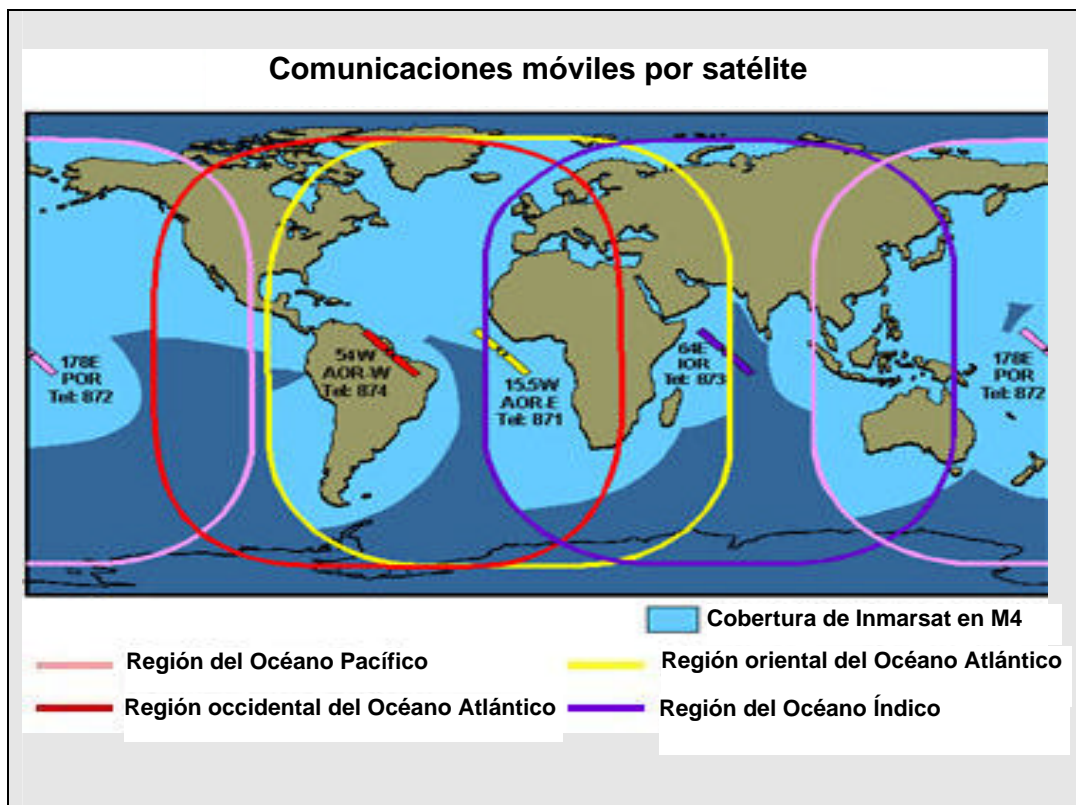 Comunicaciones móviles por satélite
178E
POR
Tel: 872
54W
AOR-W
Tel: 874
15.5W
AOR-E
Tel: 871
64E
IOR
Tel: 873
178E
POR
Tel: 872
Cobertura de Inmarsat en M4
Región del Océano Pacífico
Región oriental del Océano Atlántico
Región occidental del Océano Atlántico
Región del Océano Índico